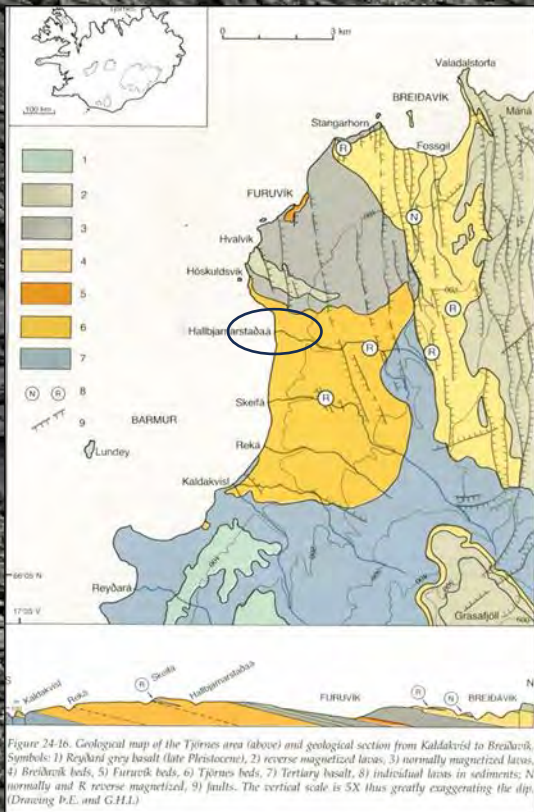 Tjörnes
100 km
0 3 km
Valadalstorfa
BREIÐAVÍK
Máná
Stangarhorn
Fossgil
R
1
2
FURUVÍK
3
N
Hvalvík
4
Höskuldsvík
5
R
6
Hallbjarnarstaðaá
7
R
R
N R 8
Skeifá
R
9
BARMUR
Reká
Lundey
Kaldakvísl
66°05 N
Reyðará
17°05 V
Grasafjöll
S
N
Kaldakvísl
Reká
R
Skeifá
Hallbjarnarstaðaá
FURUVÍK
R
N
BREIÐAVÍK
Figure 24-16. Geological map of the Tjörnes area (above) and geological section from Kaldakvísl to Breiðavík.
Symbols: 1) Reyðará grey basalt (late Pleistocene), 2) reverse magnetized lavas, 3) normally magnetized lavas,
4) Breiðavík beds, 5) Furuvík beds, 6) Tjörnes beds, 7) Tertiary basalt, 8) individual lavas in sediments; N
normally and R reverse magnetized, 9) faults. The vertical scale is 5X thus greatly exaggerating the dip.
(Drawing Þ.E. and G.H.I.)